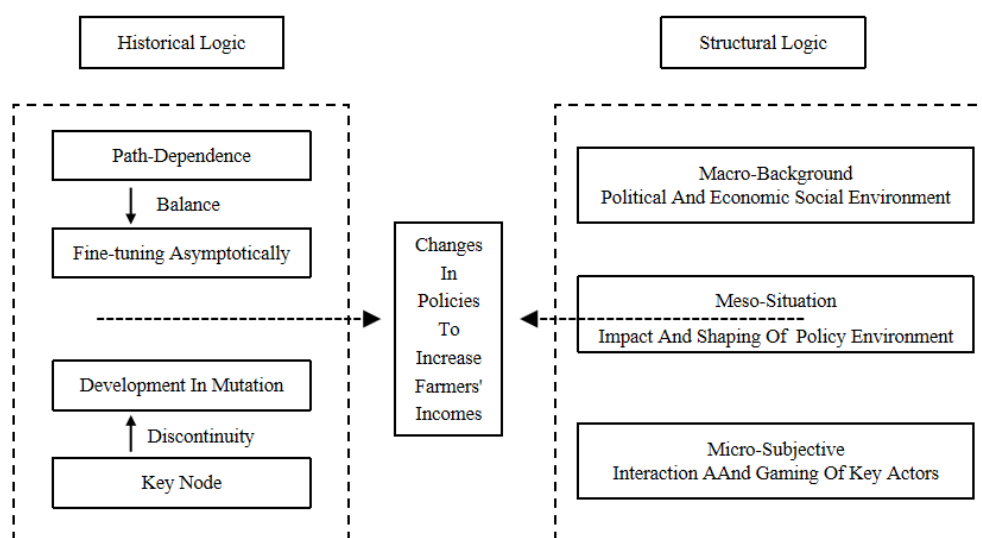 Historical Logic
Structural Logic
Path-Dependence
Balance
Fine-tuning Asymptotically
Development In Mutation
Discontinuity
Key Node
Changes
In
Policies
To
Increase
Farmers'
Incomes
Macro-Background
Political And Economic Social Environment
Meso-Situation
Impact And Shaping Of Policy Environment
Micro-Subjective
Interaction AAnd Gaming Of Key Actors